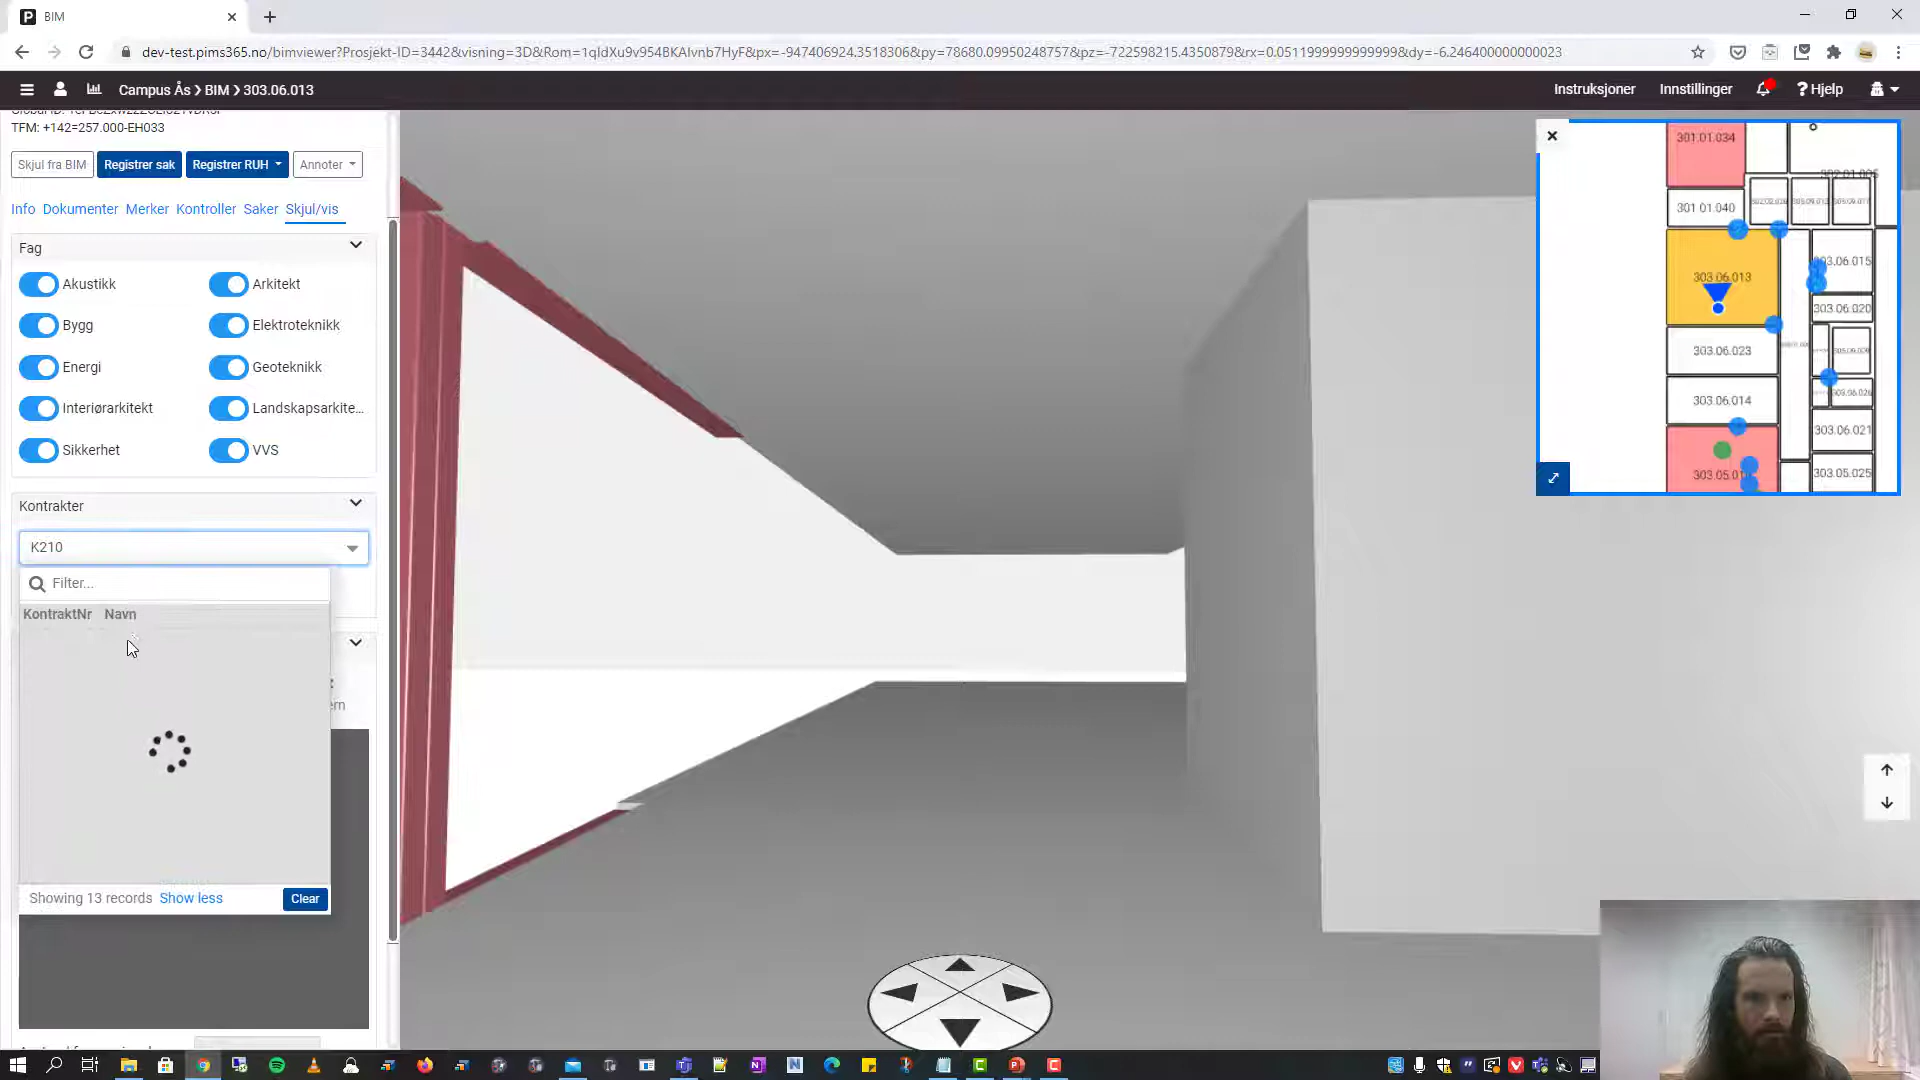 BIM
dev-test.pims365.no/bimviewer?Prosjekt-ID=3442&visning=3D&Rom=1qIdXu9v954BKAIvnb7HyF&px=-947406924.3518306&py=78680.09950248757&pz=-722598215.4350879&rx=0.0511999999999999&dy=-6.246400000000023
Campus Ås > BIM > 303.06.013
Instruksjoner
Innstillinger
? Hjelp
TFM: +142=257.000-EH033
Skjul fra BIM
Registrer sak
Registrer RUH
Annoter
Info
Dokumenter
Merker
Kontroller
Saker
Skjul/vis
Fag
Akustikk
Arkitekt
Bygg
Elektroteknikk
Energi
Geoteknikk
Interiørarkitekt
Landskapsarkite...
Sikkerhet
VVS
Kontrakter
K210
Filter...
KontraktNr Navn
Showing 13 records Show less
Clear
301.01.034
301 01.040
303.06.013
303.06.015
303.06.020
303.06.023
303.06.014
303.06.021
303.05.025